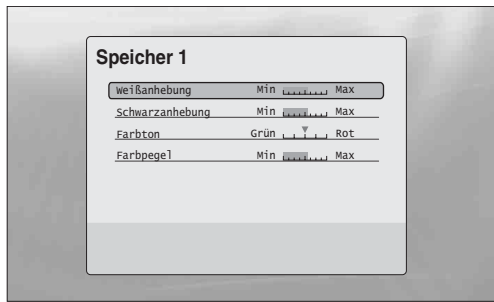 Speicher 1
Weißanhebung Min Max
Schwarzanhebung Min Max
Farbton Grün Rot
Farbpegel Min Max